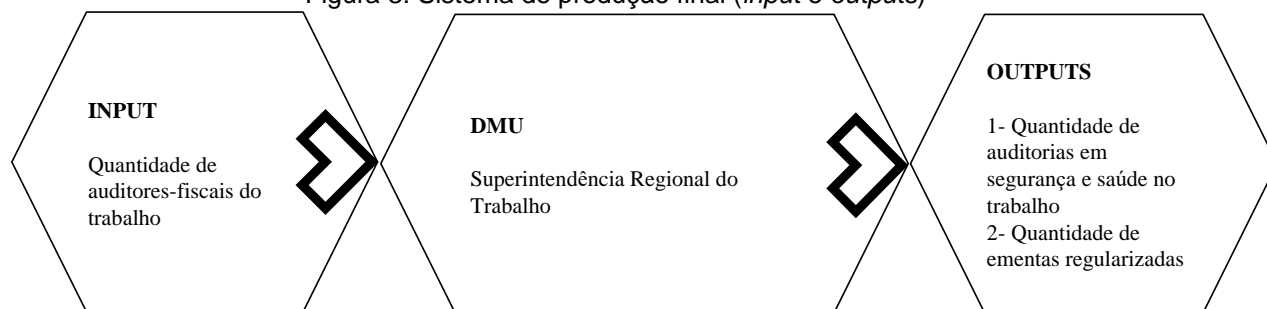 INPUT
Quantidade de
auditores-fiscais do
trabalho
DMU
Superintendência Regional do
Trabalho
OUTPUTS
1- Quantidade de
auditorias em
segurança e saúde no
trabalho
2- Quantidade de
ementas regularizadas